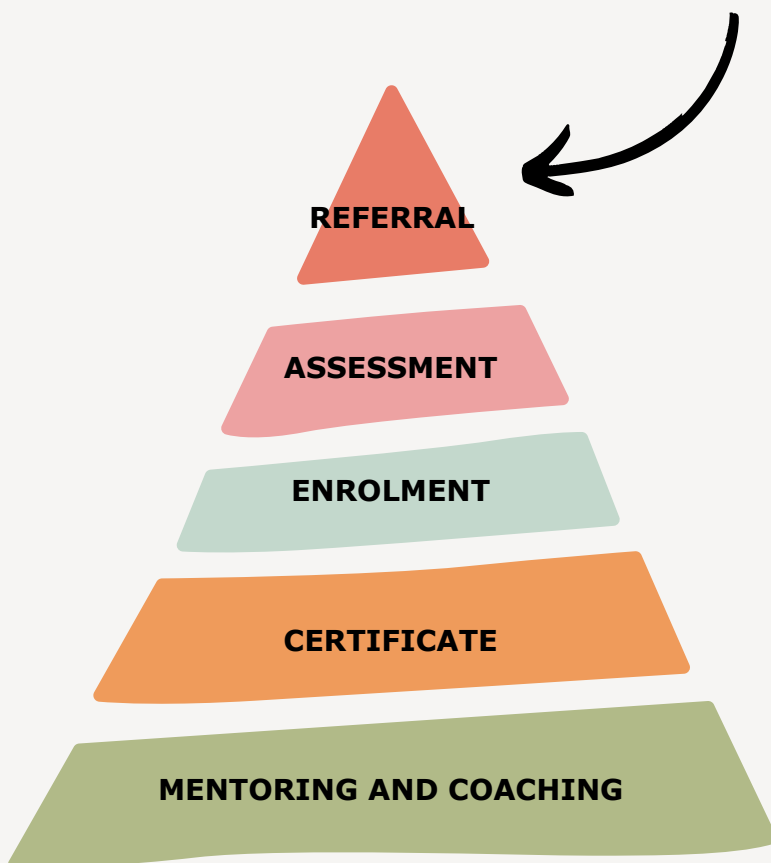 REFERRAL
ASSESSMENT
ENROLMENT
CERTIFICATE
MENTORING AND COACHING